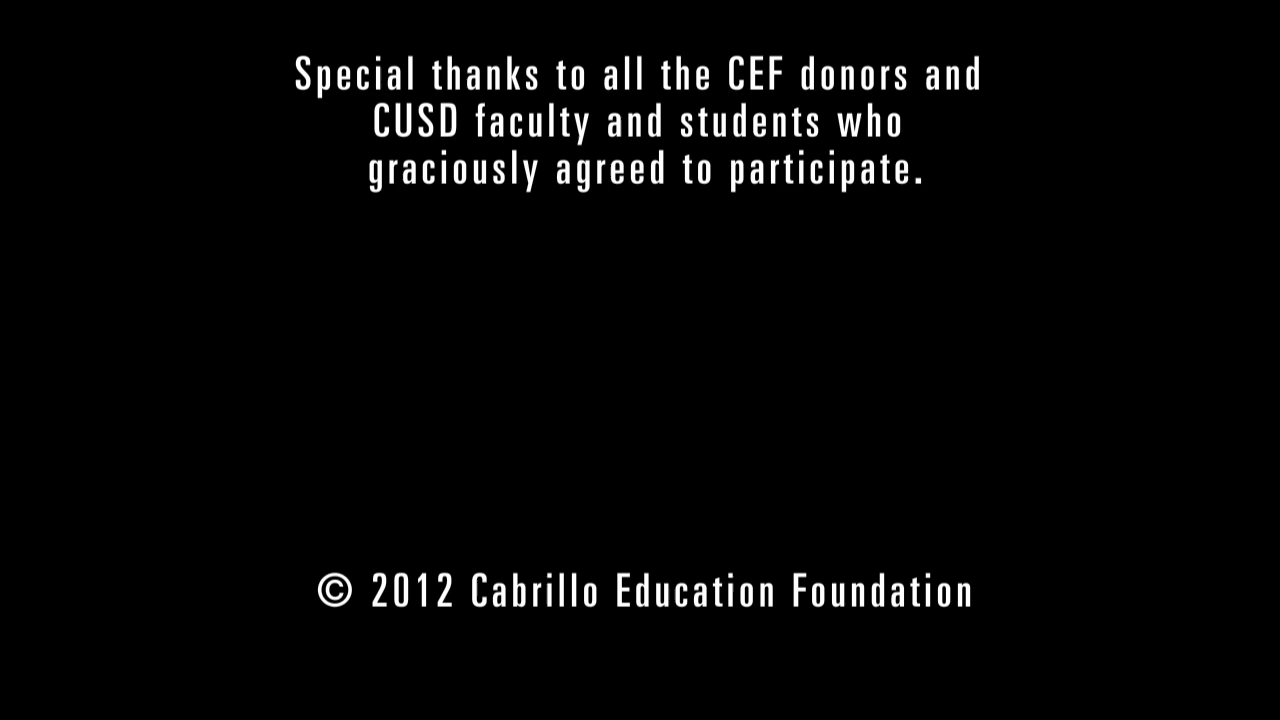 Special thanks to all the CEF donors and
CUSD faculty and students who
graciously agreed to participate.
© 2012 Cabrillo Education Foundation